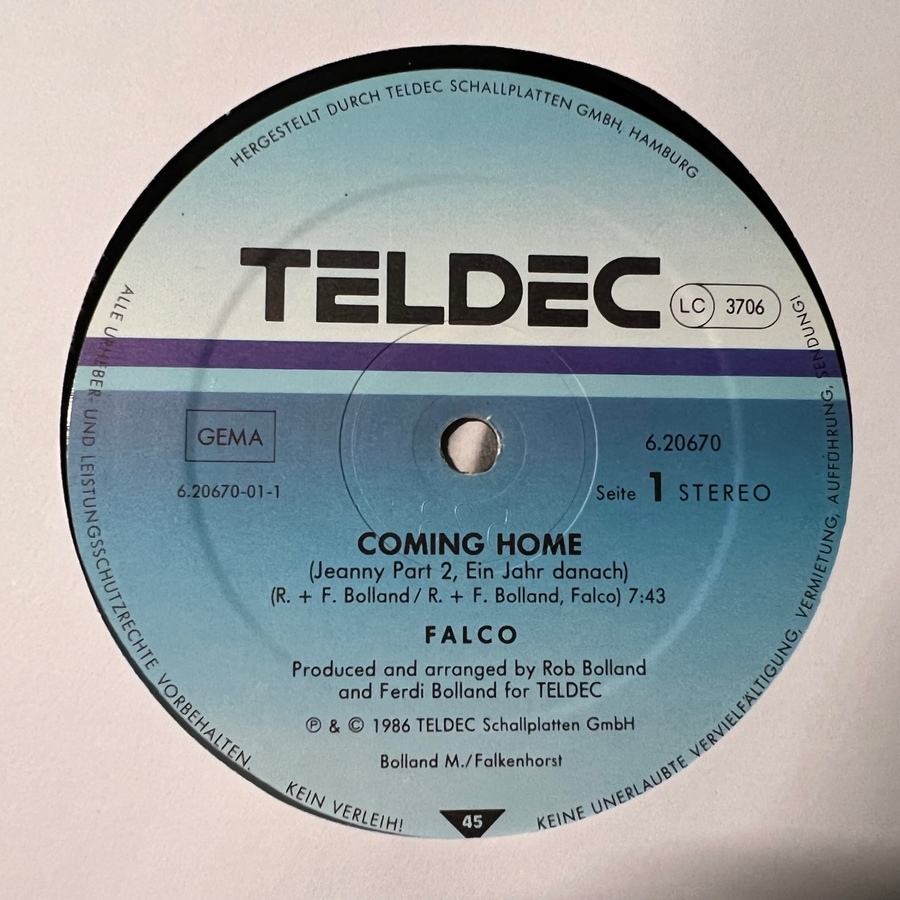 HERGESTELLT DURCH TELDEC SCHALLPLATTEN GMBH, HAMBURG
TELDEC
LC 3706
GEMA
6.20670-01-1
6.20670
Seite 1 STEREO
COMING HOME
(Jeanny Part 2, Ein Jahr danach)
(R. + F. Bolland / R. + F. Bolland, Falco) 7:43
FALCO
Produced and arranged by Rob Bolland
and Ferdi Bolland for TELDEC
℗ & © 1986 TELDEC Schallplatten GmbH
Bolland M./Falkenhorst
45
ALLE URHEBER- UND LEISTUNGSSCHUTZRECHTE VORBEHALTEN.
KEIN VERLEIH!
KEINE UNERLAUBTE VERVIELFÄLTIGUNG, VERMIETUNG, AUFFÜHRUNG, SENDUNG!